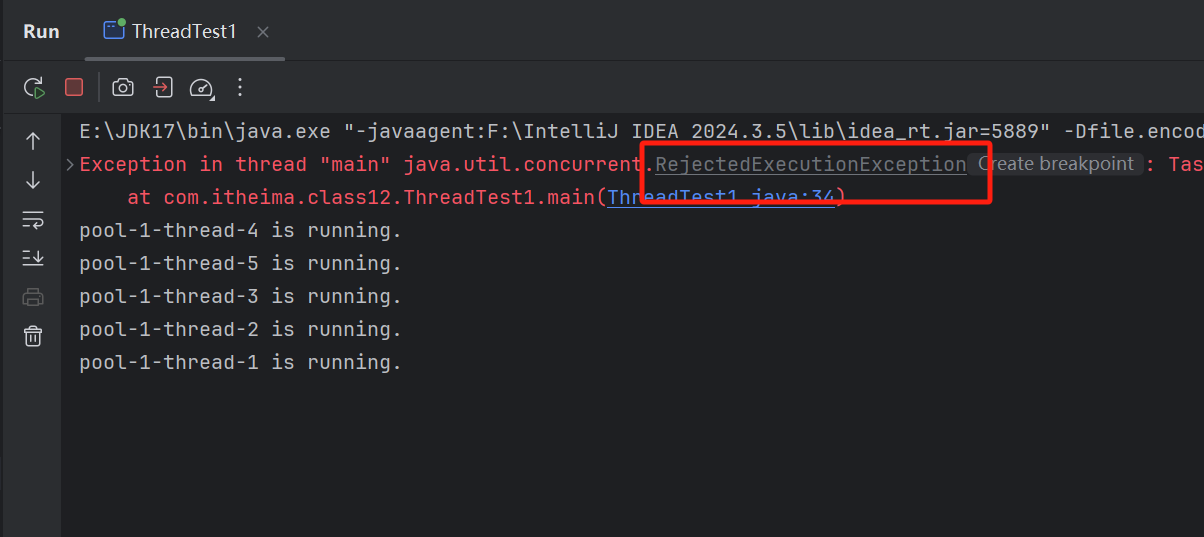 Run
ThreadTest1
E:\JDK17\bin\java.exe "-javaagent:F:\IntelliJ IDEA 2024.3.5\lib\idea_rt.jar=5889" -Dfile.encod
Exception in thread "main" java.util.concurrent.RejectedExecutionException Create breakpoint : Tas
at com.itheima.class12.ThreadTest1.main(ThreadTest1.java:34)
pool-1-thread-4 is running.
pool-1-thread-5 is running.
pool-1-thread-3 is running.
pool-1-thread-2 is running.
pool-1-thread-1 is running.